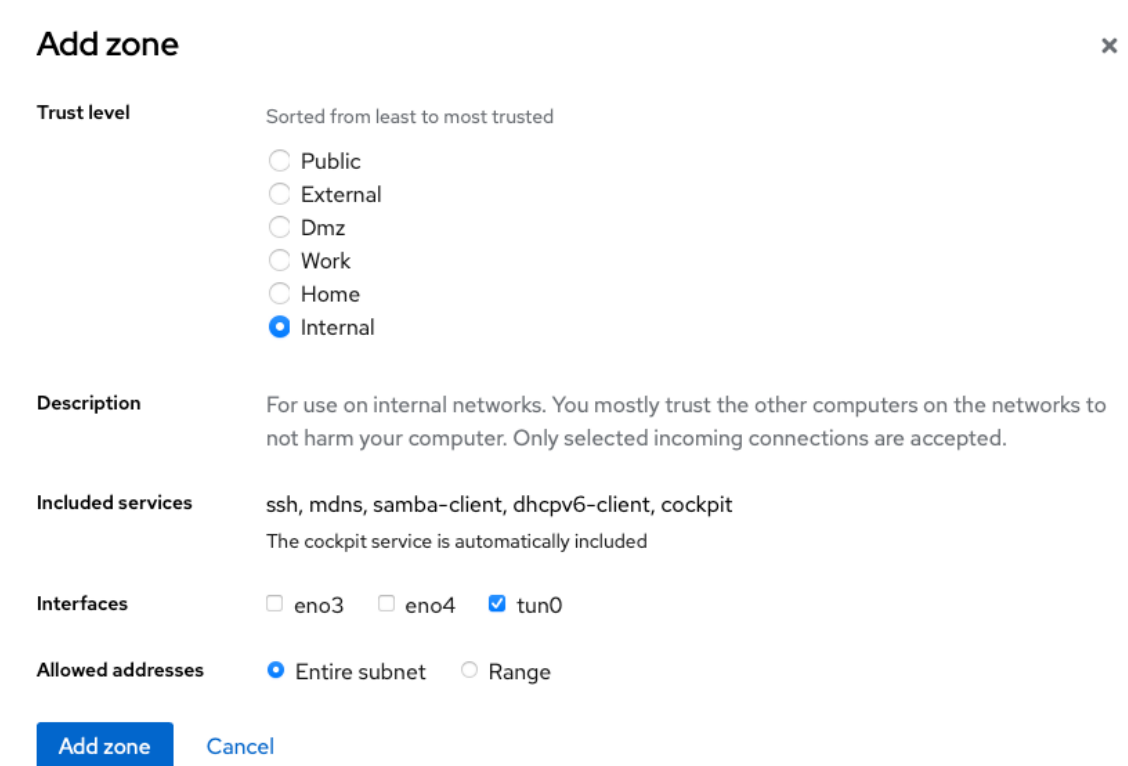 Add zone
Trust level
Sorted from least to most trusted
Public
External
Dmz
Work
Home
Internal
Description
For use on internal networks. You mostly trust the other computers on the networks to
not harm your computer. Only selected incoming connections are accepted.
Included services
ssh, mdns, samba-client, dhcpv6-client, cockpit
The cockpit service is automatically included
Interfaces
eno3 eno4 tun0
Allowed addresses
Entire subnet Range
Add zone Cancel